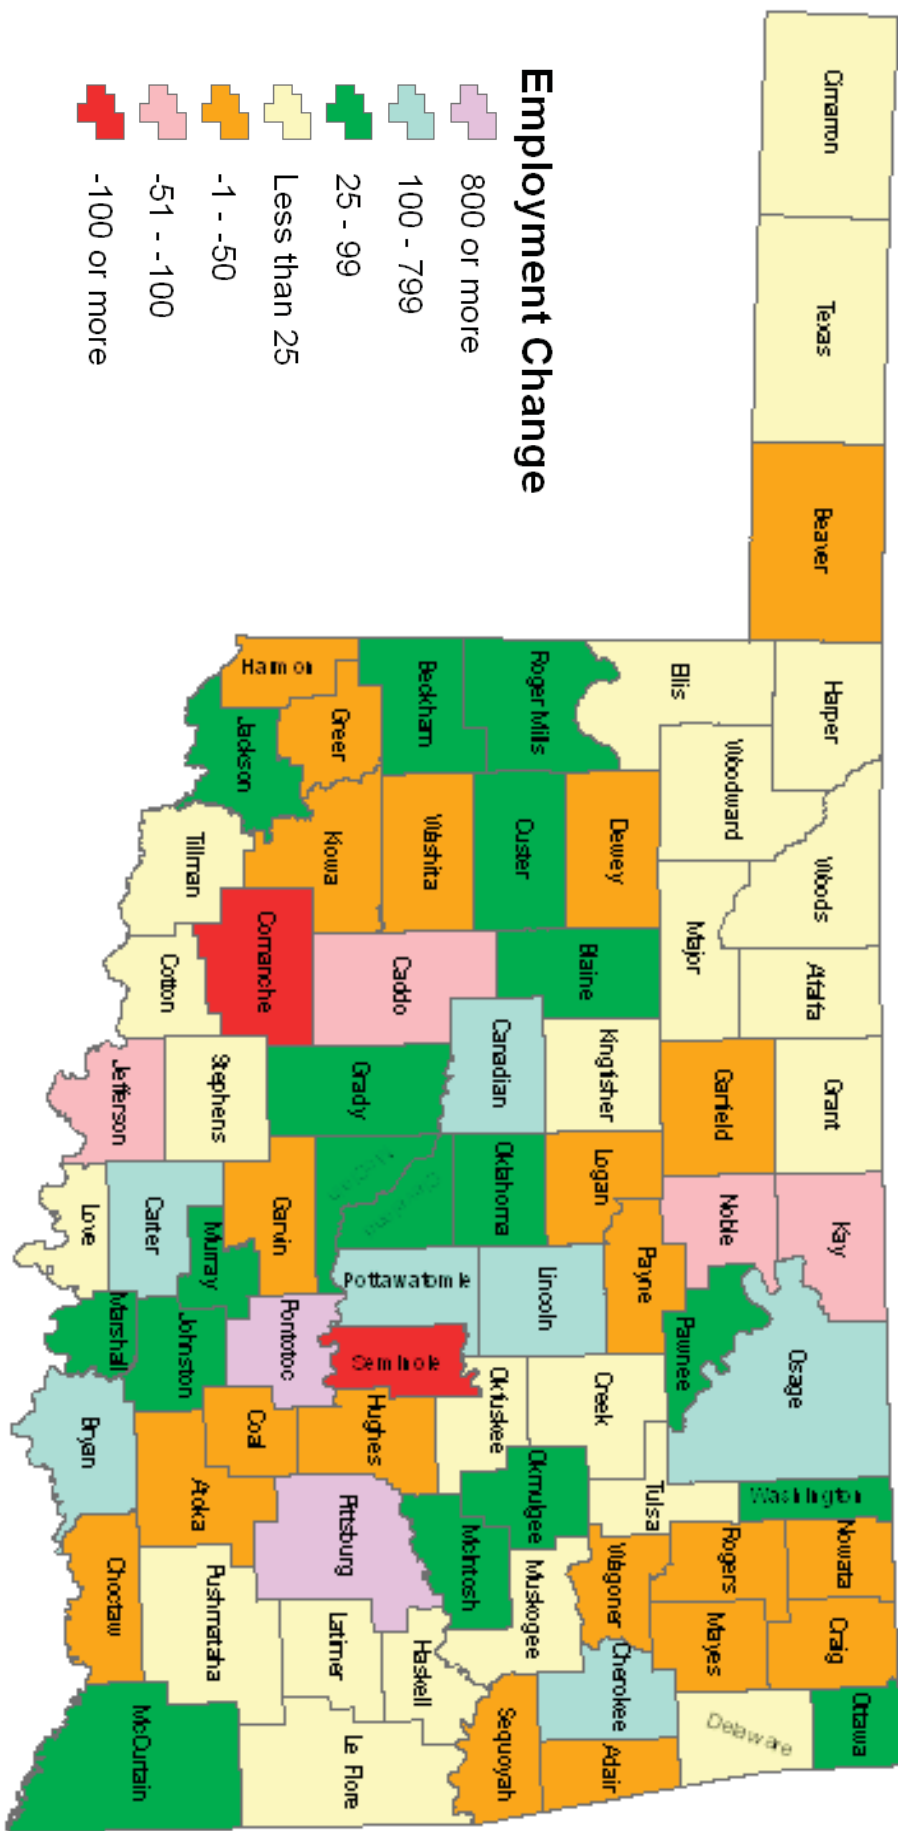 Cimarron
Texas
Beaver
Harper
Woods
Alfalfa
Grant
Kay
Osage
Washington
Nowata
Craig
Ottawa
Ellis
Woodward
Major
Garfield
Noble
Pawnee
Rogers
Mayes
Delaware
Roger Mills
Dewey
Blaine
Kingfisher
Logan
Payne
Creek
Tulsa
Wagoner
Cherokee
Adair
Beckham
Custer
Canadian
Oklahoma
Lincoln
Okfuskee
Okmulgee
Muskogee
McIntosh
Sequoyah
Harmon
Greer
Washita
Kiowa
Caddo
Grady
Pottawatomie
Seminole
Hughes
Pittsburg
Haskell
Latimer
Le Flore
Jackson
Tillman
Comanche
Cotton
Stephens
Garvin
Pontotoc
Coal
Jefferson
Carter
Murray
Johnston
Atoka
Pushmataha
Love
Marshall
Bryan
Choctaw
McCurtain
Employment Change
800 or more
100 - 799
25 - 99
Less than 25
-1 - -50
-51 - -100
-100 or more